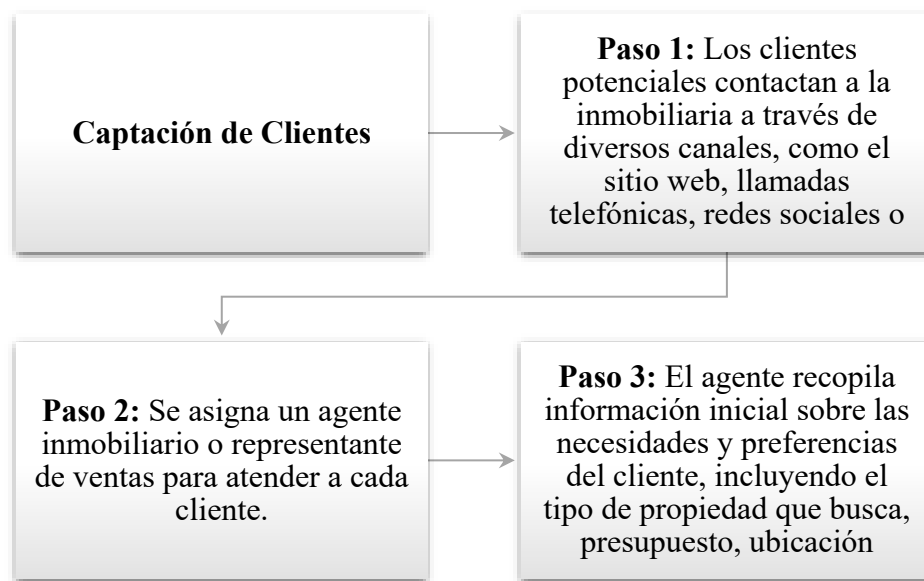 Captación de Clientes
Paso 1: Los clientes
potenciales contactan a la
inmobiliaria a través de
diversos canales, como el
sitio web, llamadas
telefónicas, redes sociales o
Paso 2: Se asigna un agente
inmobiliario o representante
de ventas para atender a cada
cliente.
Paso 3: El agente recopila
información inicial sobre las
necesidades y preferencias
del cliente, incluyendo el
tipo de propiedad que busca,
presupuesto, ubicación